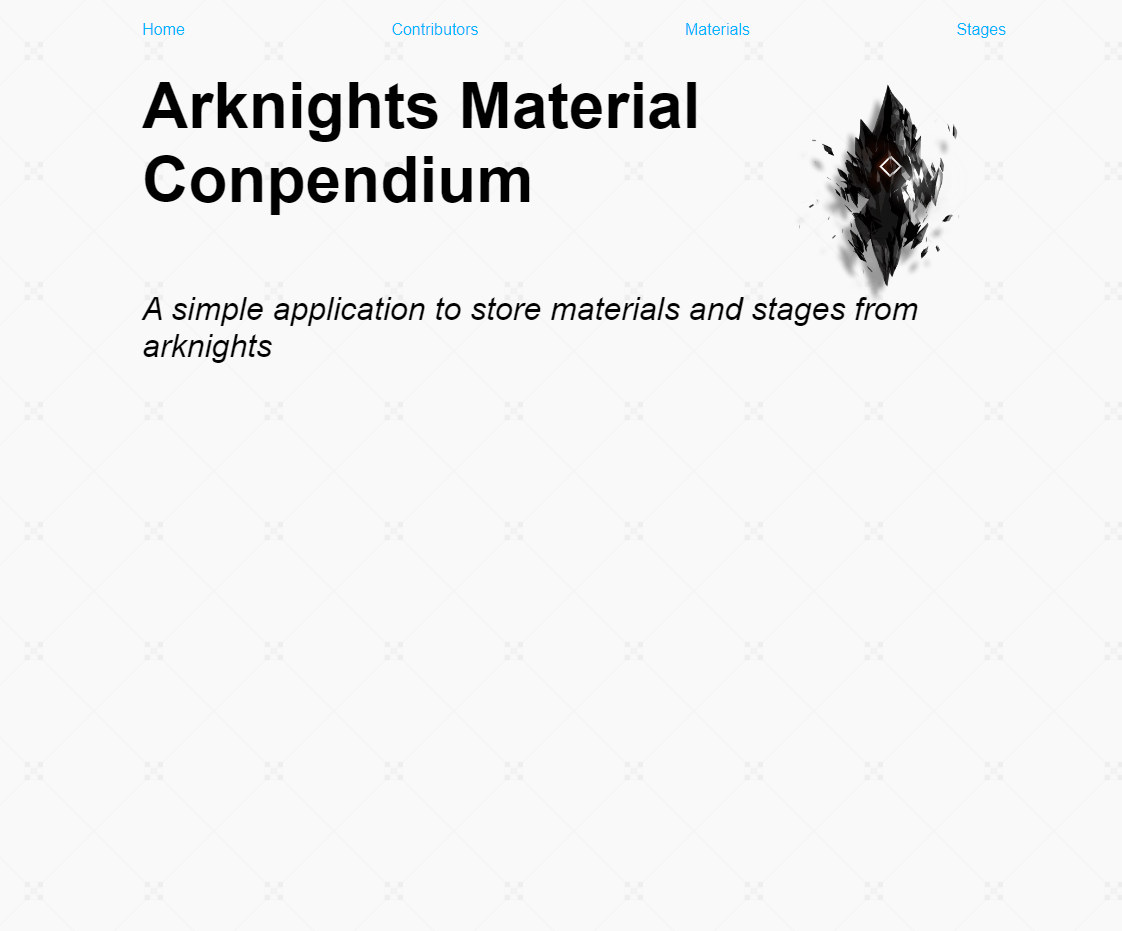 Home Contributors Materials Stages
Arknights Material
Conpendium
A simple application to store materials and stages from
arknights